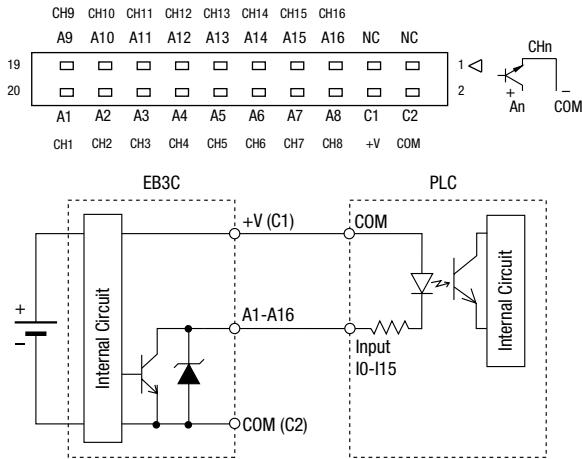 CH9 CH10 CH11 CH12 CH13 CH14 CH15 CH16
A9 A10 A11 A12 A13 A14 A15 A16 NC NC
19 1
20 2
A1 A2 A3 A4 A5 A6 A7 A8 C1 C2
CH1 CH2 CH3 CH4 CH5 CH6 CH7 CH8 +V COM
CHn
+ −
An COM
EB3C PLC
+V (C1) COM
+
−
Internal Circuit
A1-A16
Input
I0-I15
Internal Circuit
COM (C2)